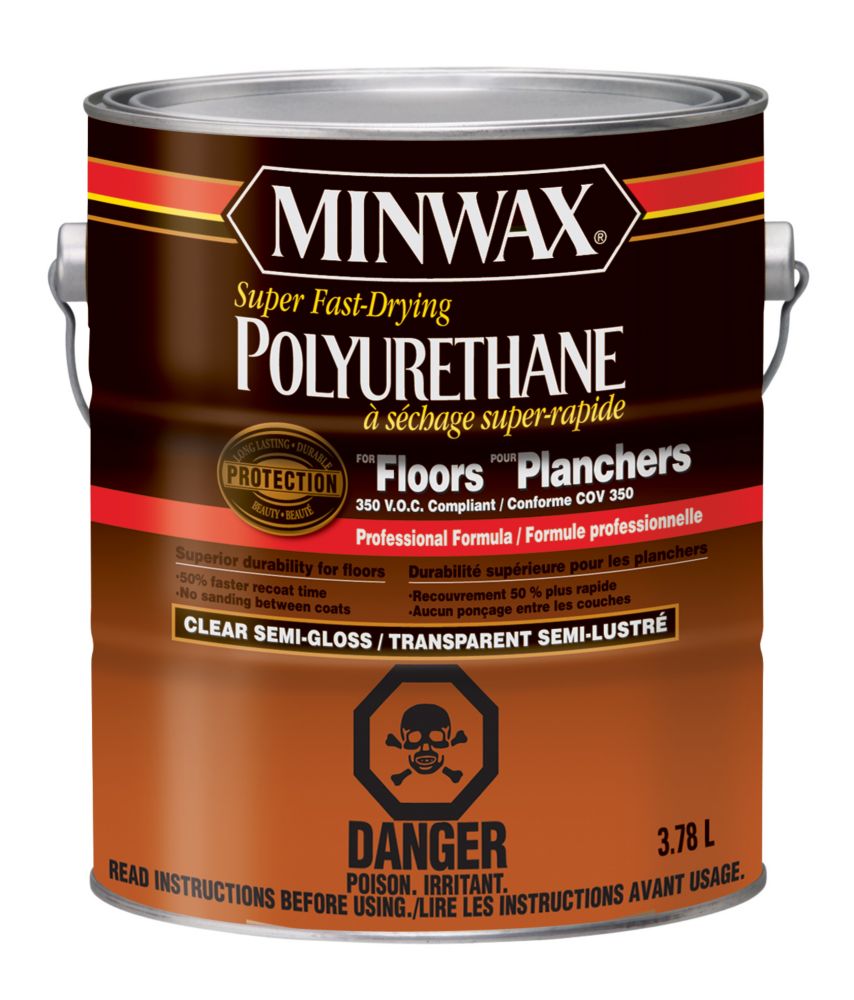 MINWAX®
Super Fast-Drying
POLYURETHANE
à séchage super-rapide
LONG LASTING • DURABLE
PROTECTION
BEAUTY • BEAUTÉ
FOR Floors POUR Planchers
350 V.O.C. Compliant / Conforme COV 350
Professional Formula / Formule professionnelle
Superior durability for floors
•50% faster recoat time
•No sanding between coats
Durabilité supérieure pour les planchers
•Recouvrement 50 % plus rapide
•Aucun ponçage entre les couches
CLEAR SEMI-GLOSS / TRANSPARENT SEMI-LUSTRÉ
DANGER
POISON. IRRITANT.
3.78 L
READ INSTRUCTIONS BEFORE USING./LIRE LES INSTRUCTIONS AVANT USAGE.